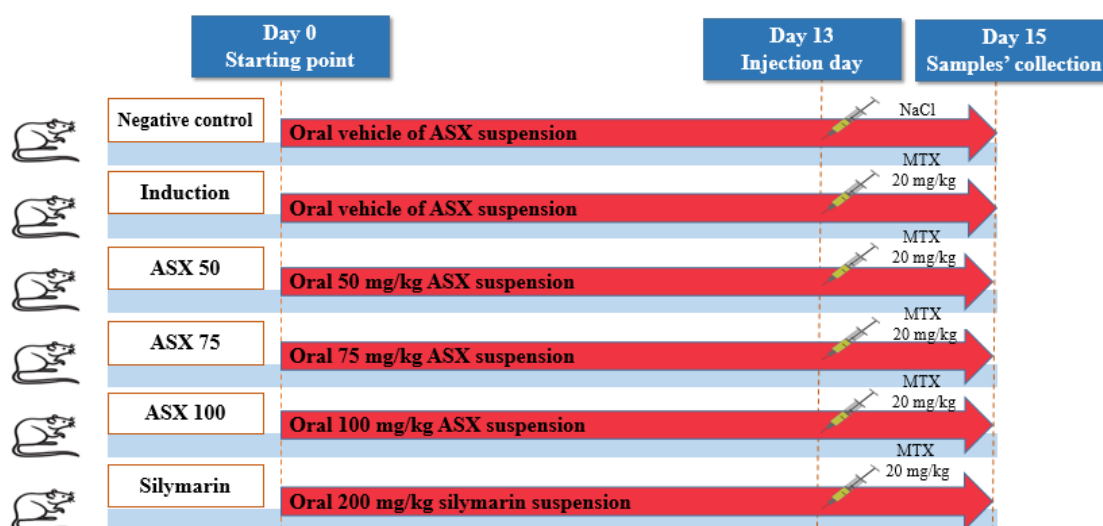 Day 0
Starting point
Day 13
Injection day
Day 15
Samples’ collection
Negative control
Oral vehicle of ASX suspension
NaCl
Induction
Oral vehicle of ASX suspension
MTX
20 mg/kg
ASX 50
Oral 50 mg/kg ASX suspension
MTX
20 mg/kg
ASX 75
Oral 75 mg/kg ASX suspension
MTX
20 mg/kg
ASX 100
Oral 100 mg/kg ASX suspension
MTX
20 mg/kg
Silymarin
Oral 200 mg/kg silymarin suspension
MTX
20 mg/kg